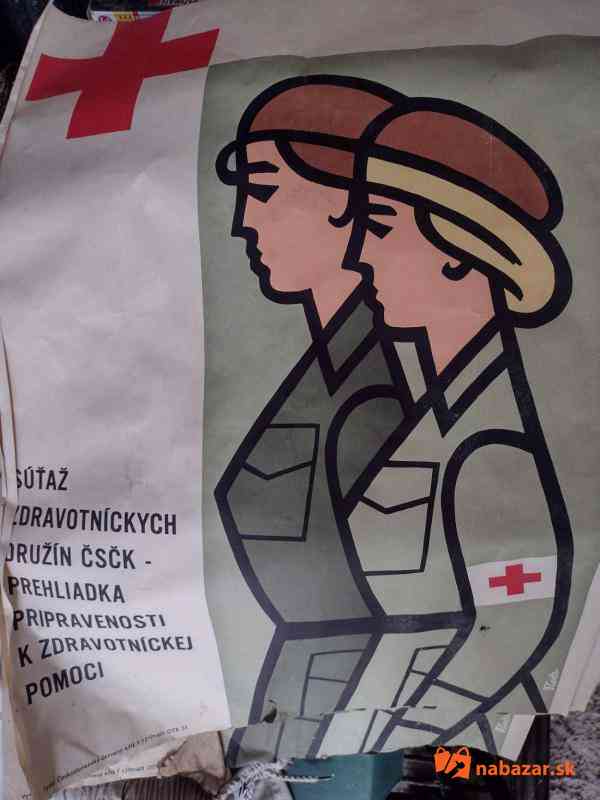 SÚŤAŽ
ZDRAVOTNÍCKYCH
DRUŽÍN ČSČK -
PREHLIADKA
PRIPRAVENOSTI
K ZDRAVOTNÍCKEJ
POMOCI
nabazar.sk